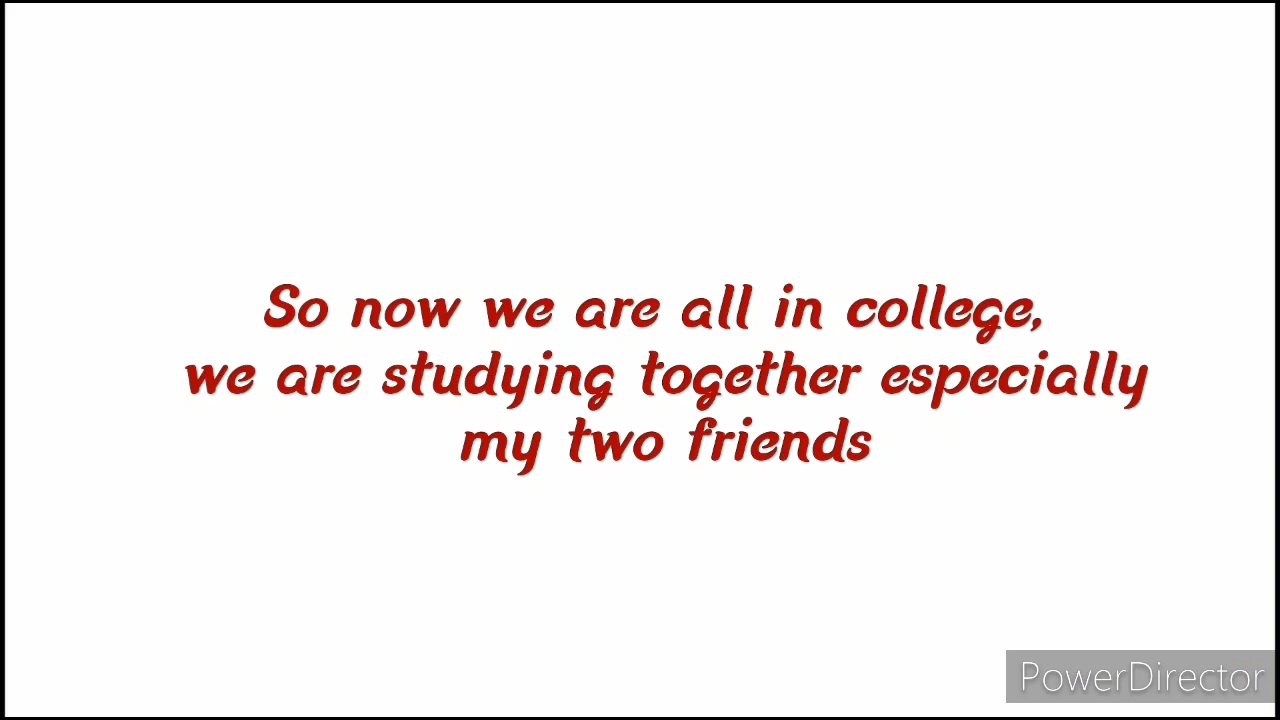 So now we are all in college,
we are studying together especially
my two friends
PowerDirector